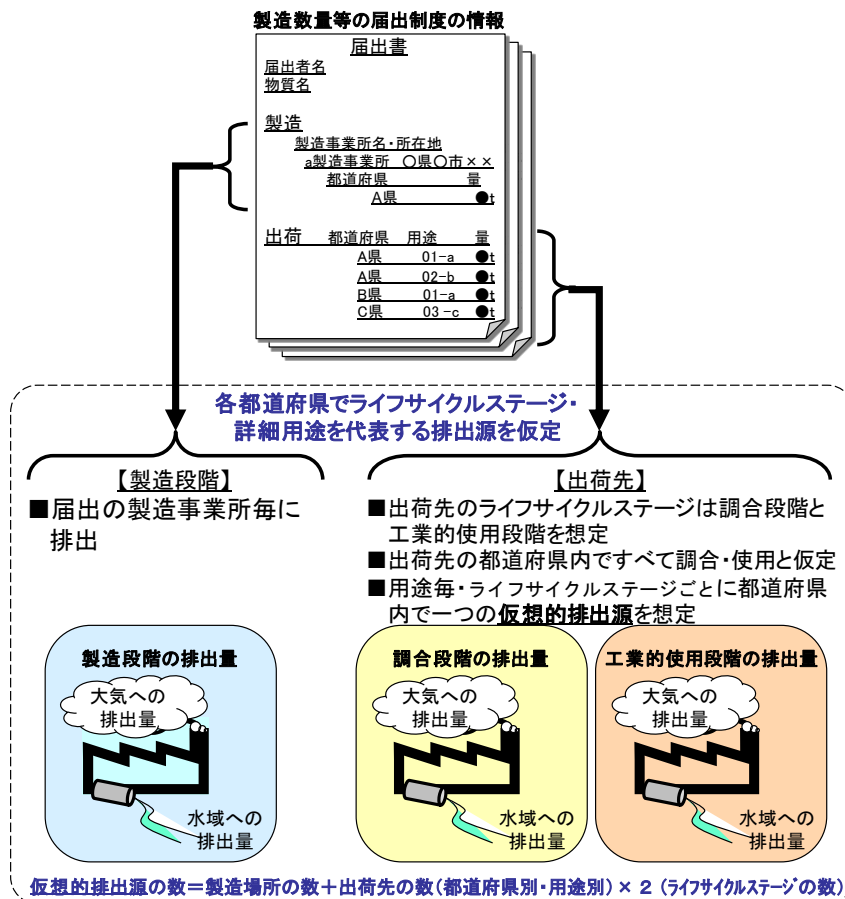 製造数量等の届出制度の情報
届出書
届出者名
物質名
製造
製造事業所名・所在地
a製造事業所　〇県〇市××
都道府県　量
A県　●t
出荷　都道府県　用途　量
A県　01-a　●t
A県　02-b　●t
B県　01-a　●t
C県　03-c　●t
各都道府県でライフサイクルステージ・
詳細用途を代表する排出源を仮定
【製造段階】
■届出の製造事業所毎に
排出
【出荷先】
■出荷先のライフサイクルステージは調合段階と
工業的使用段階を想定
■出荷先の都道府県内ですべて調合・使用と仮定
■用途毎・ライフサイクルステージごとに都道府県
内で一つの仮想的排出源を想定
製造段階の排出量
大気への
排出量
水域への
排出量
調合段階の排出量
大気への
排出量
水域への
排出量
工業的使用段階の排出量
大気への
排出量
水域への
排出量
仮想的排出源の数＝製造場所の数＋出荷先の数(都道府県別・用途別)×２(ライフサイクルステージの数)